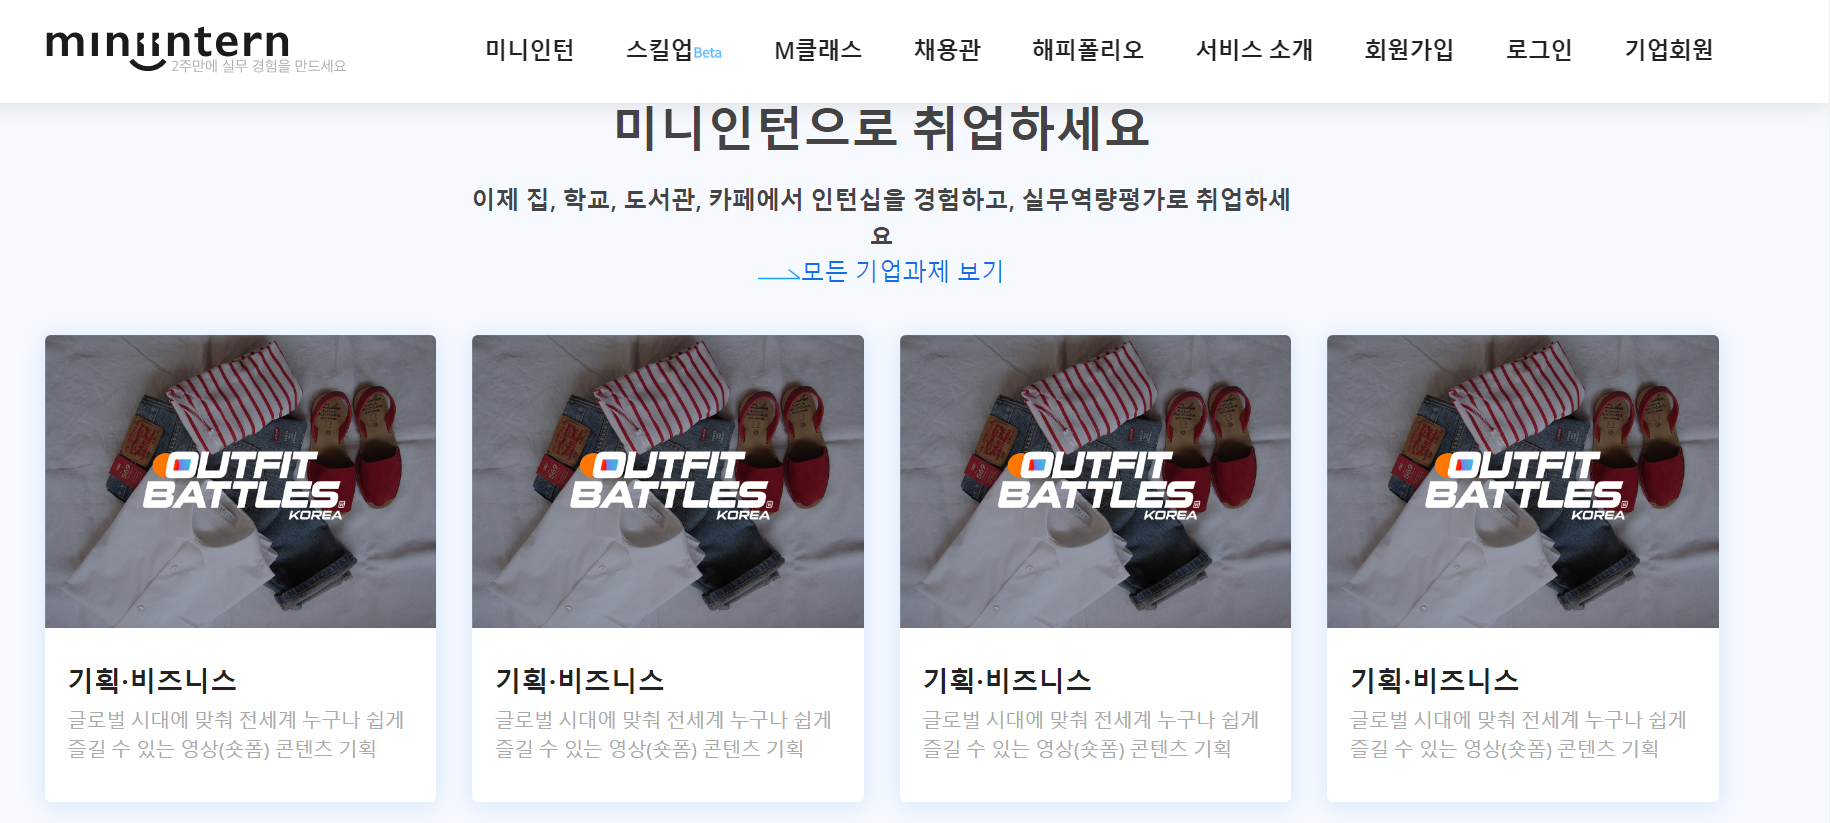 miniintern
2주만에 실무 경험을 만드세요
미니인턴 스킬업Beta M클래스 채용관 해피폴리오 서비스 소개 회원가입 로그인 기업회원
미니인턴으로 취업하세요
이제 집, 학교, 도서관, 카페에서 인턴십을 경험하고, 실무역량평가로 취업하세
요
모든 기업과제 보기
OUTFIT
BATTLES
KOREA
기획·비즈니스
글로벌 시대에 맞춰 전세계 누구나 쉽게
즐길 수 있는 영상(숏폼) 콘텐츠 기획
OUTFIT
BATTLES
KOREA
기획·비즈니스
글로벌 시대에 맞춰 전세계 누구나 쉽게
즐길 수 있는 영상(숏폼) 콘텐츠 기획
OUTFIT
BATTLES
KOREA
기획·비즈니스
글로벌 시대에 맞춰 전세계 누구나 쉽게
즐길 수 있는 영상(숏폼) 콘텐츠 기획
OUTFIT
BATTLES
KOREA
기획·비즈니스
글로벌 시대에 맞춰 전세계 누구나 쉽게
즐길 수 있는 영상(숏폼) 콘텐츠 기획